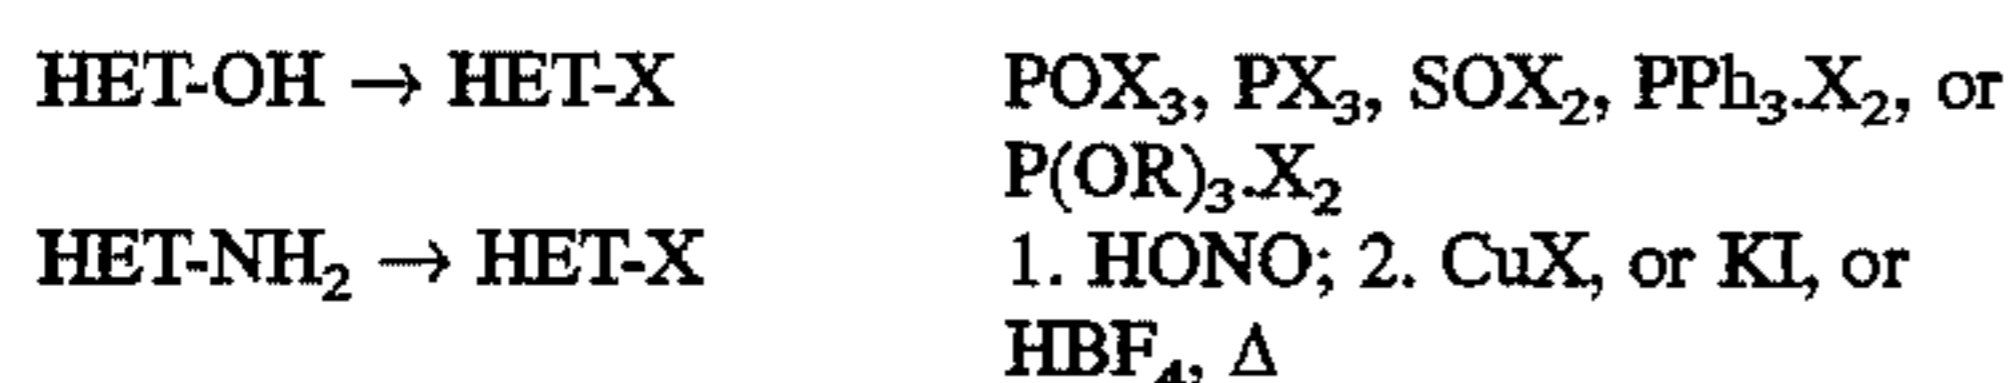 HET-OH → HET-X POX₃, PX₃, SOX₂, PPh₃.X₂, or
P(OR)₃.X₂
HET-NH₂ → HET-X 1. HONO; 2. CuX, or KI, or
HBF₄, Δ